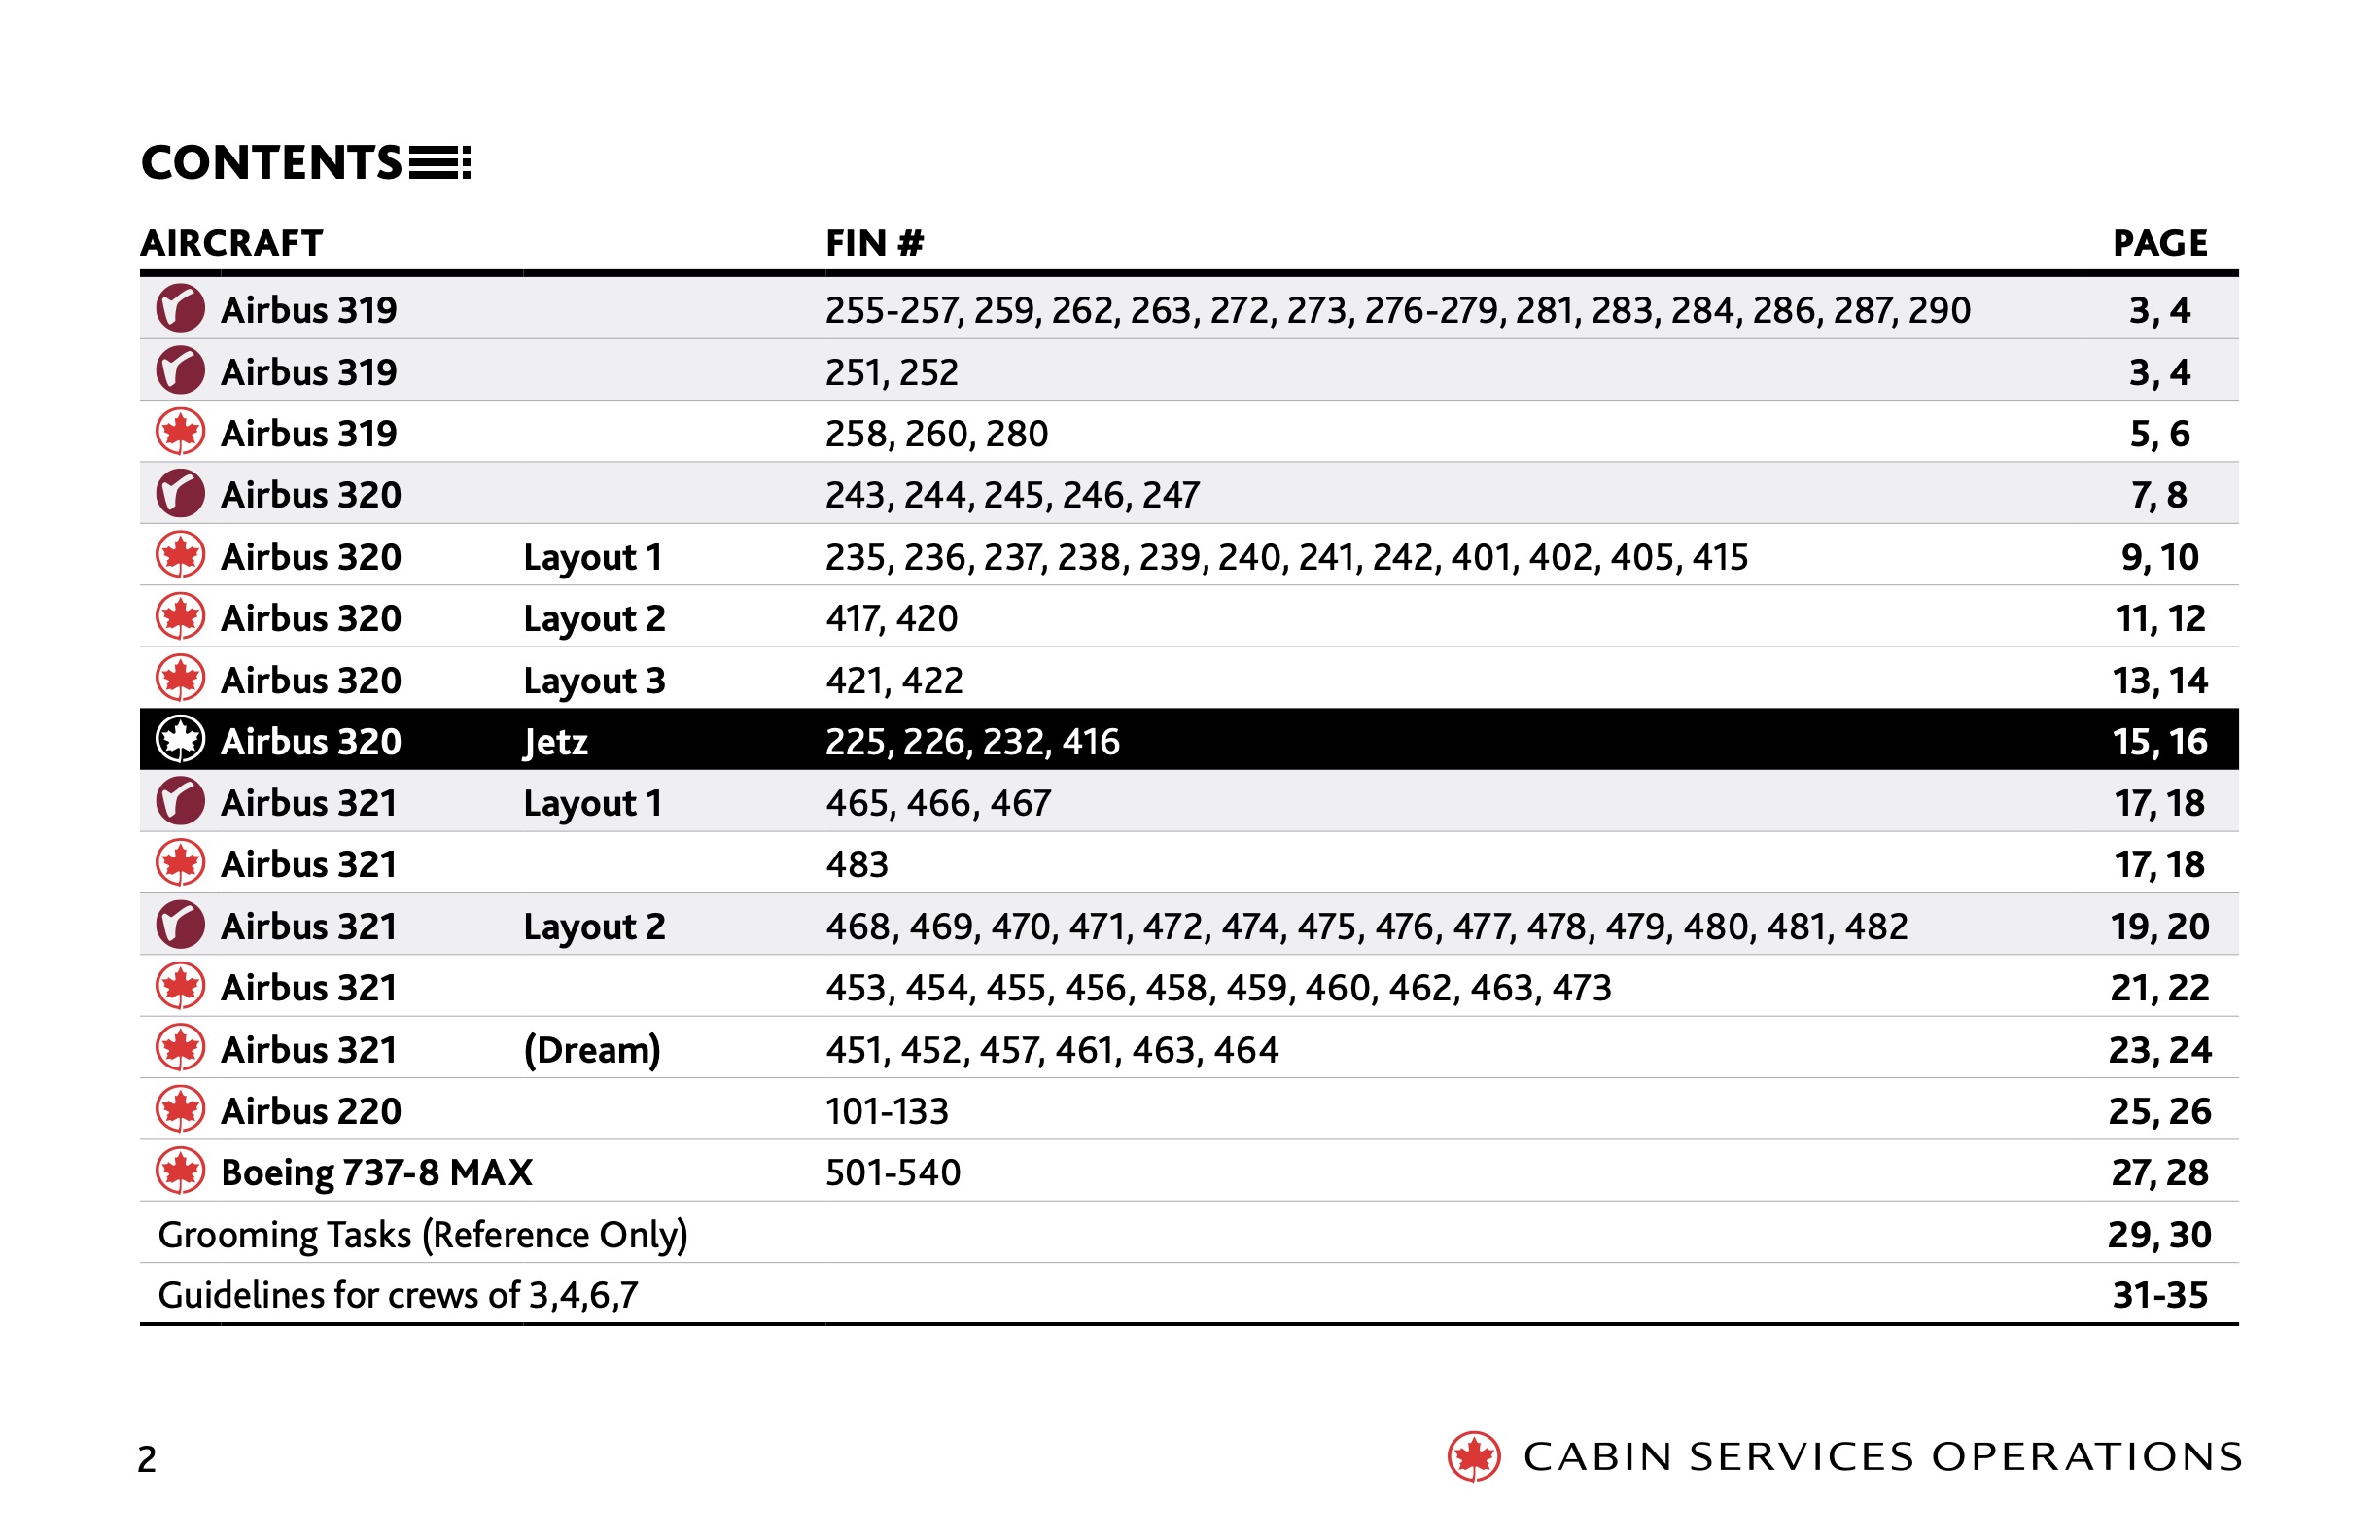 CONTENTS
AIRCRAFT FIN # PAGE
Airbus 319 255-257, 259, 262, 263, 272, 273, 276-279, 281, 283, 284, 286, 287, 290 3, 4
Airbus 319 251, 252 3, 4
Airbus 319 258, 260, 280 5, 6
Airbus 320 243, 244, 245, 246, 247 7, 8
Airbus 320 Layout 1 235, 236, 237, 238, 239, 240, 241, 242, 401, 402, 405, 415 9, 10
Airbus 320 Layout 2 417, 420 11, 12
Airbus 320 Layout 3 421, 422 13, 14
Airbus 320 Jetz 225, 226, 232, 416 15, 16
Airbus 321 Layout 1 465, 466, 467 17, 18
Airbus 321 483 17, 18
Airbus 321 Layout 2 468, 469, 470, 471, 472, 474, 475, 476, 477, 478, 479, 480, 481, 482 19, 20
Airbus 321 453, 454, 455, 456, 458, 459, 460, 462, 463, 473 21, 22
Airbus 321 (Dream) 451, 452, 457, 461, 463, 464 23, 24
Airbus 220 101-133 25, 26
Boeing 737-8 MAX 501-540 27, 28
Grooming Tasks (Reference Only) 29, 30
Guidelines for crews of 3,4,6,7 31-35
2 CABIN SERVICES OPERATIONS